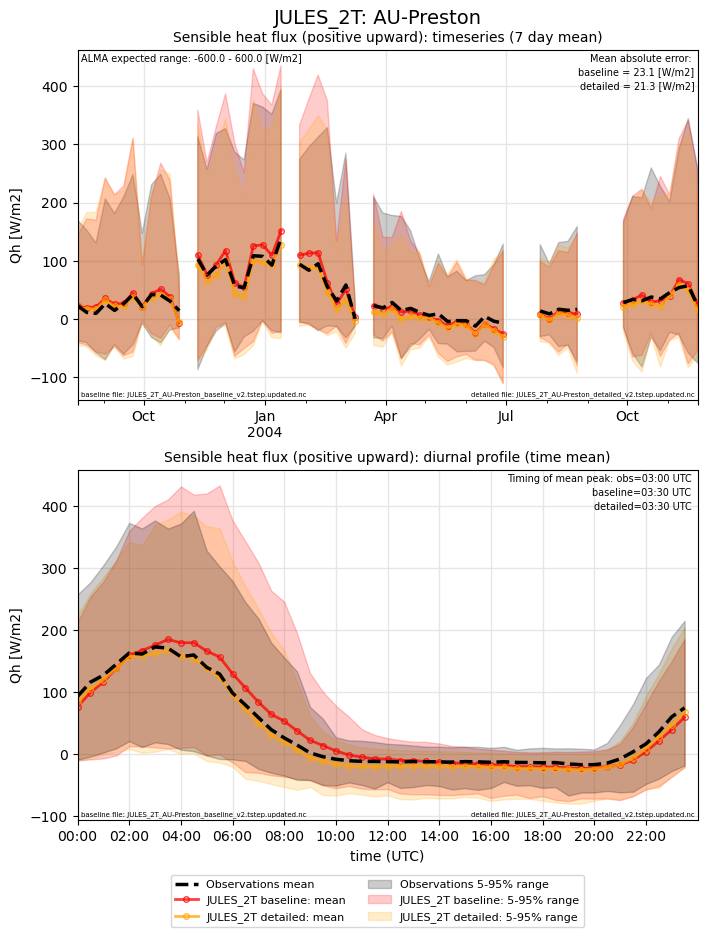 JULES_2T: AU-Preston
Sensible heat flux (positive upward): timeseries (7 day mean)
ALMA expected range: -600.0 - 600.0 [W/m2]
Mean absolute error:
baseline = 23.1 [W/m2]
detailed = 21.3 [W/m2]
400
300
200
100
0
−100
Qh [W/m2]
baseline file: JULES_2T_AU-Preston_baseline_v2.tstep.updated.nc
detailed file: JULES_2T_AU-Preston_detailed_v2.tstep.updated.nc
Oct Jan Apr Jul Oct
2004
Sensible heat flux (positive upward): diurnal profile (time mean)
Timing of mean peak: obs=03:00 UTC
baseline=03:30 UTC
detailed=03:30 UTC
400
300
200
100
0
−100
Qh [W/m2]
baseline file: JULES_2T_AU-Preston_baseline_v2.tstep.updated.nc
detailed file: JULES_2T_AU-Preston_detailed_v2.tstep.updated.nc
00:00 02:00 04:00 06:00 08:00 10:00 12:00 14:00 16:00 18:00 20:00 22:00
time (UTC)
Observations mean
JULES_2T baseline: mean
JULES_2T detailed: mean
Observations 5-95% range
JULES_2T baseline: 5-95% range
JULES_2T detailed: 5-95% range